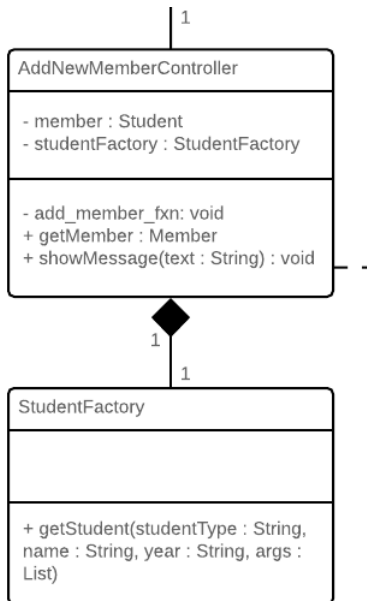 1
AddNewMemberController
- member : Student
- studentFactory : StudentFactory
- add_member_fxn: void
+ getMember : Member
+ showMessage(text : String) : void
1
1
StudentFactory
+ getStudent(studentType : String,
name : String, year : String, args :
List)